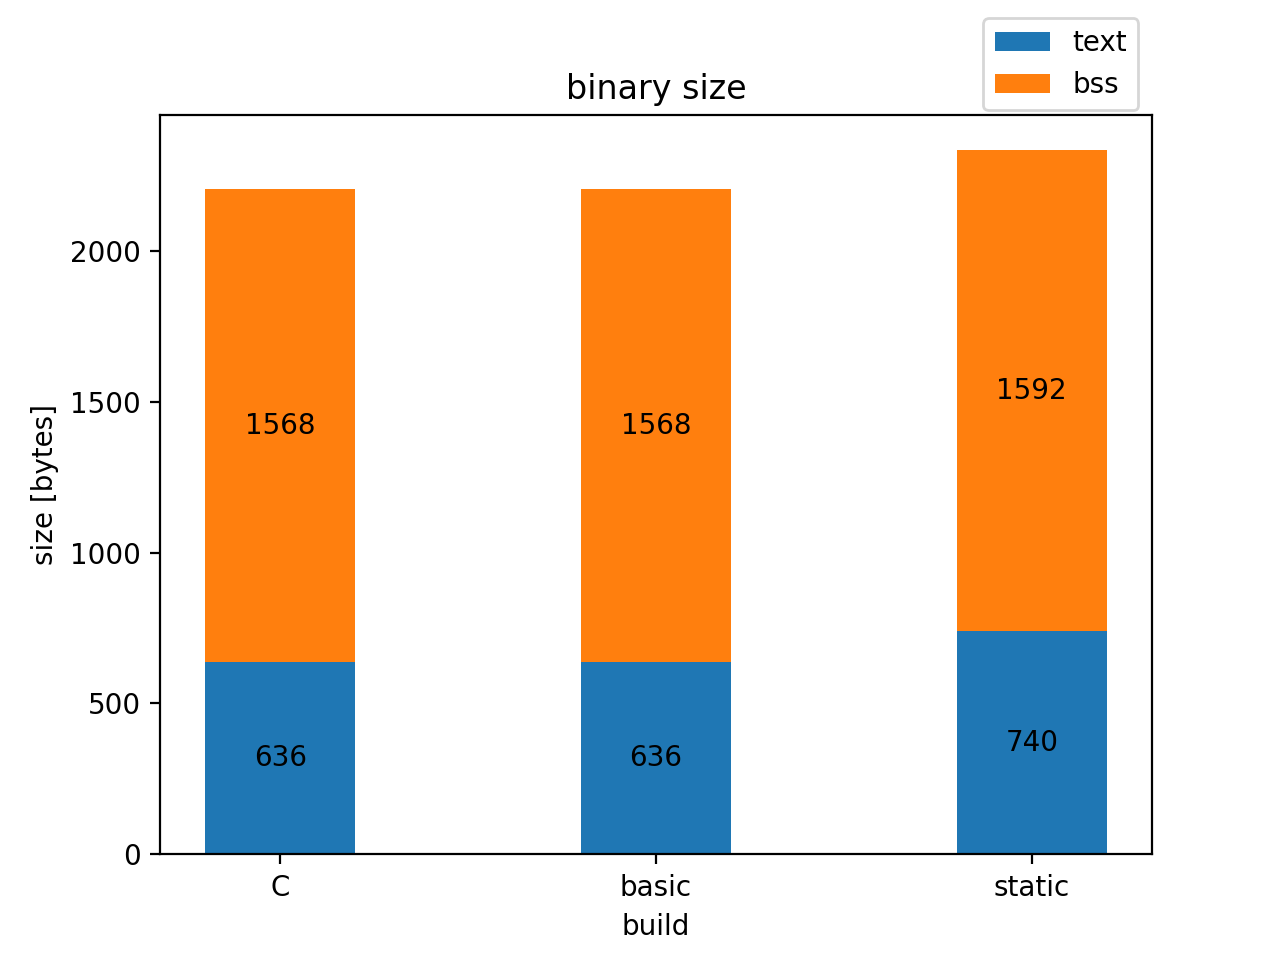 text
bss
binary size
2000
1500
1000
500
0
size [bytes]
1568
1568
1592
636
636
740
C
basic
static
build